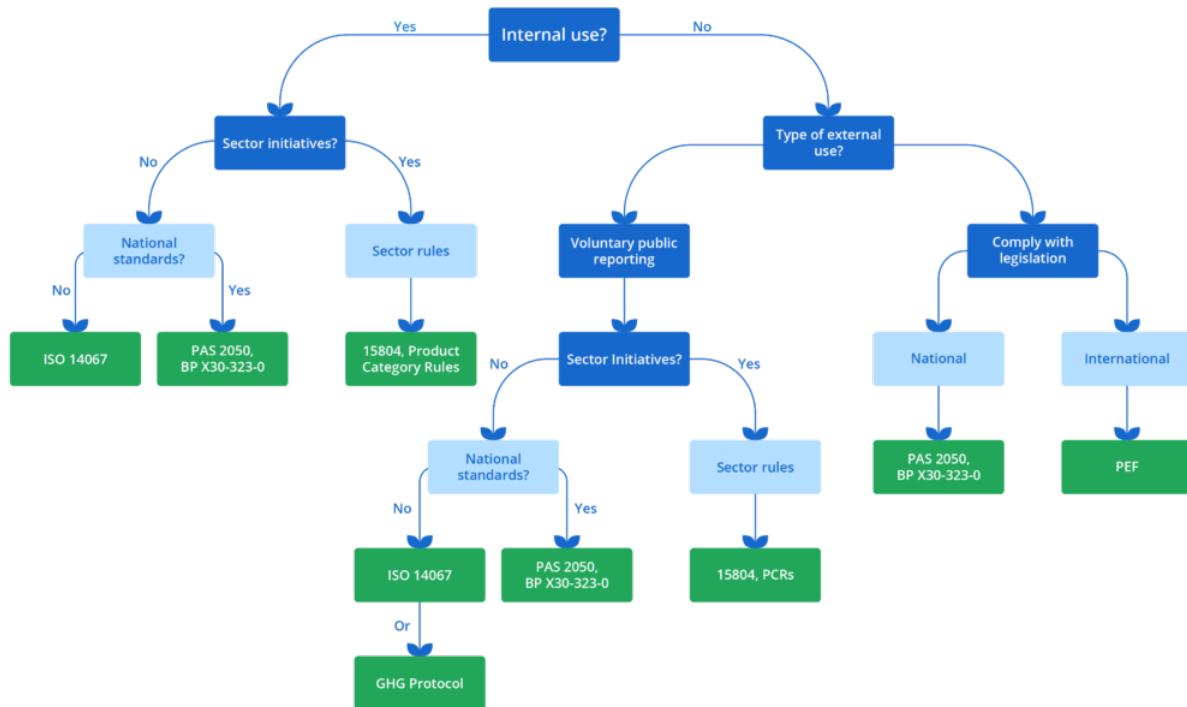 Internal use?
Yes
No
Sector initiatives?
Type of external
use?
No
Yes
National
standards?
Sector rules
Voluntary public
reporting
Comply with
legislation
No
Yes
ISO 14067
PAS 2050,
BP X30-323-0
15804, Product
Category Rules
Sector Initiatives?
National
International
No
Yes
National
standards?
Sector rules
PAS 2050,
BP X30-323-0
PEF
No
Yes
ISO 14067
PAS 2050,
BP X30-323-0
15804, PCRs
Or
GHG Protocol